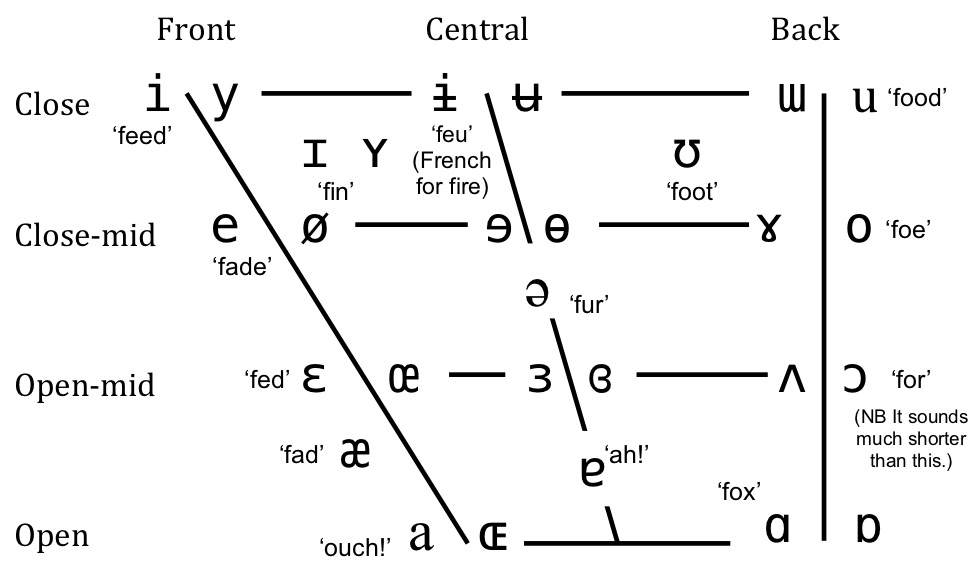 Front Central Back
Close i y ɨ ʉ ɯ u ‘food’
‘feed’ ‘feu’
(French
for fire)
ɪ ʏ ʊ
‘fin’ ‘foot’
Close-mid e ø ɘ ɵ ɤ o ‘foe’
‘fade’
ə ‘fur’
Open-mid ‘fed’ ɛ œ ɜ ɞ ʌ ɔ ‘for’
(NB It sounds
much shorter
than this.)
‘fad’ æ ɐ ‘ah!’
‘fox’
Open ‘ouch!’ a ɶ ɑ ɒ